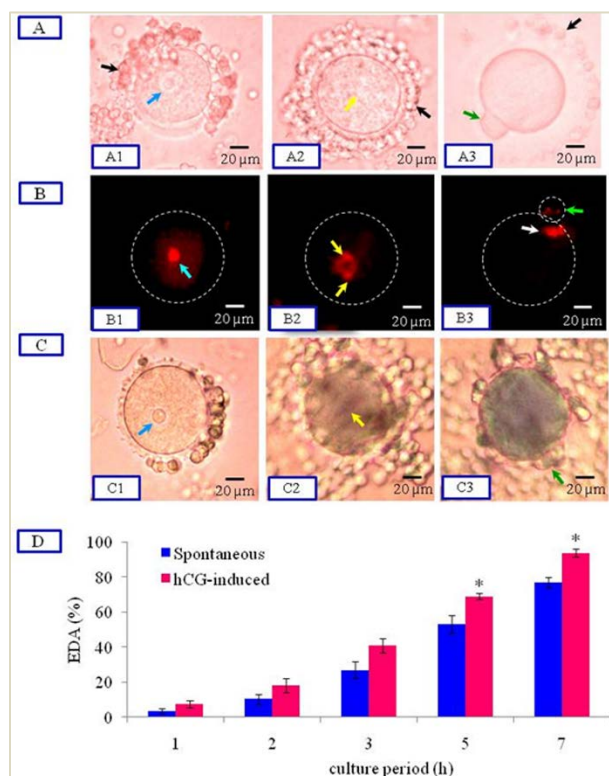 A
20 µm 20 µm 20 µm
A1 A2 A3
B
20 µm 20 µm 20 µm
B1 B2 B3
C
20 µm 20 µm 20 µm
C1 C2 C3
D
100
80
60
40
20
0
EDA (%)
Spontaneous
hCG-induced
* *
1 2 3 5 7
culture period (h)